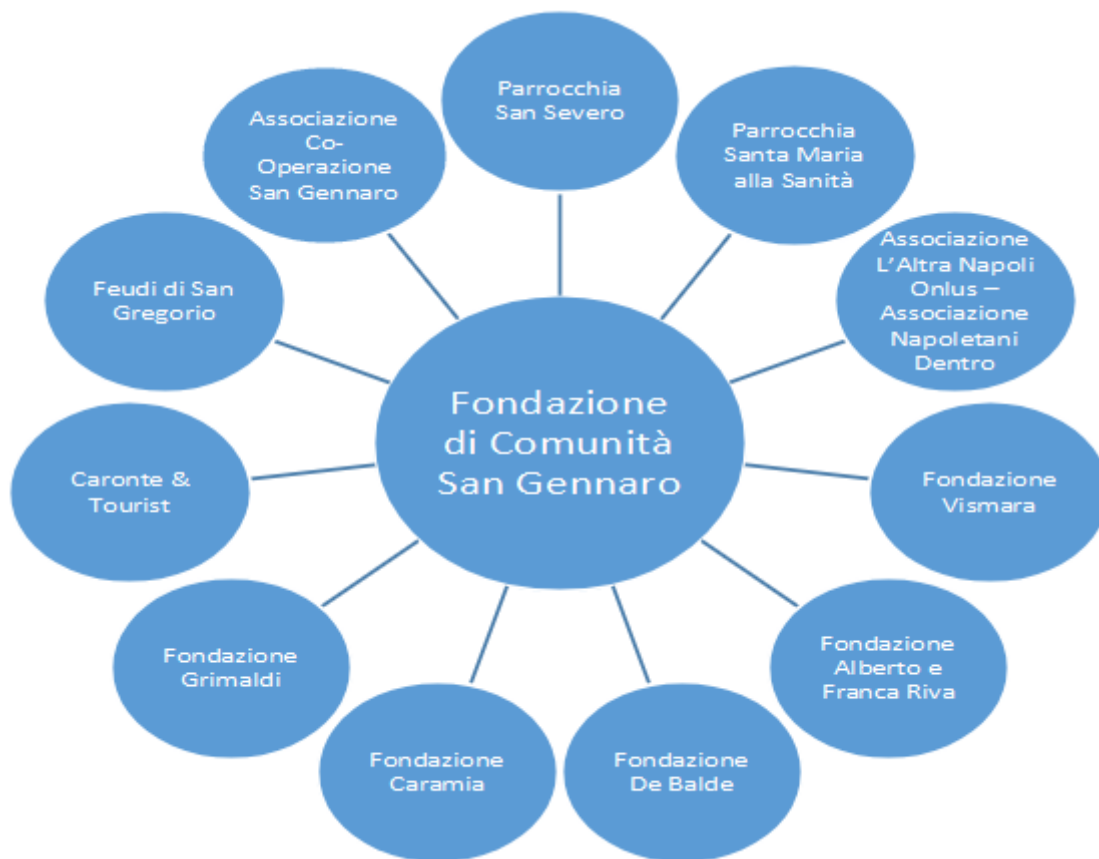 Parrocchia
San Severo
Parrocchia
Santa Maria
alla Sanità
Associazione
L'Altra Napoli
Onlus –
Associazione
Napoletani
Dentro
Fondazione
Vismara
Fondazione
Alberto e
Franca Riva
Fondazione
De Balde
Fondazione
Caramia
Fondazione
Grimaldi
Caronte &
Tourist
Feudi di San
Gregorio
Associazione
Co-
Operazione
San Gennaro
Fondazione
di Comunità
San Gennaro